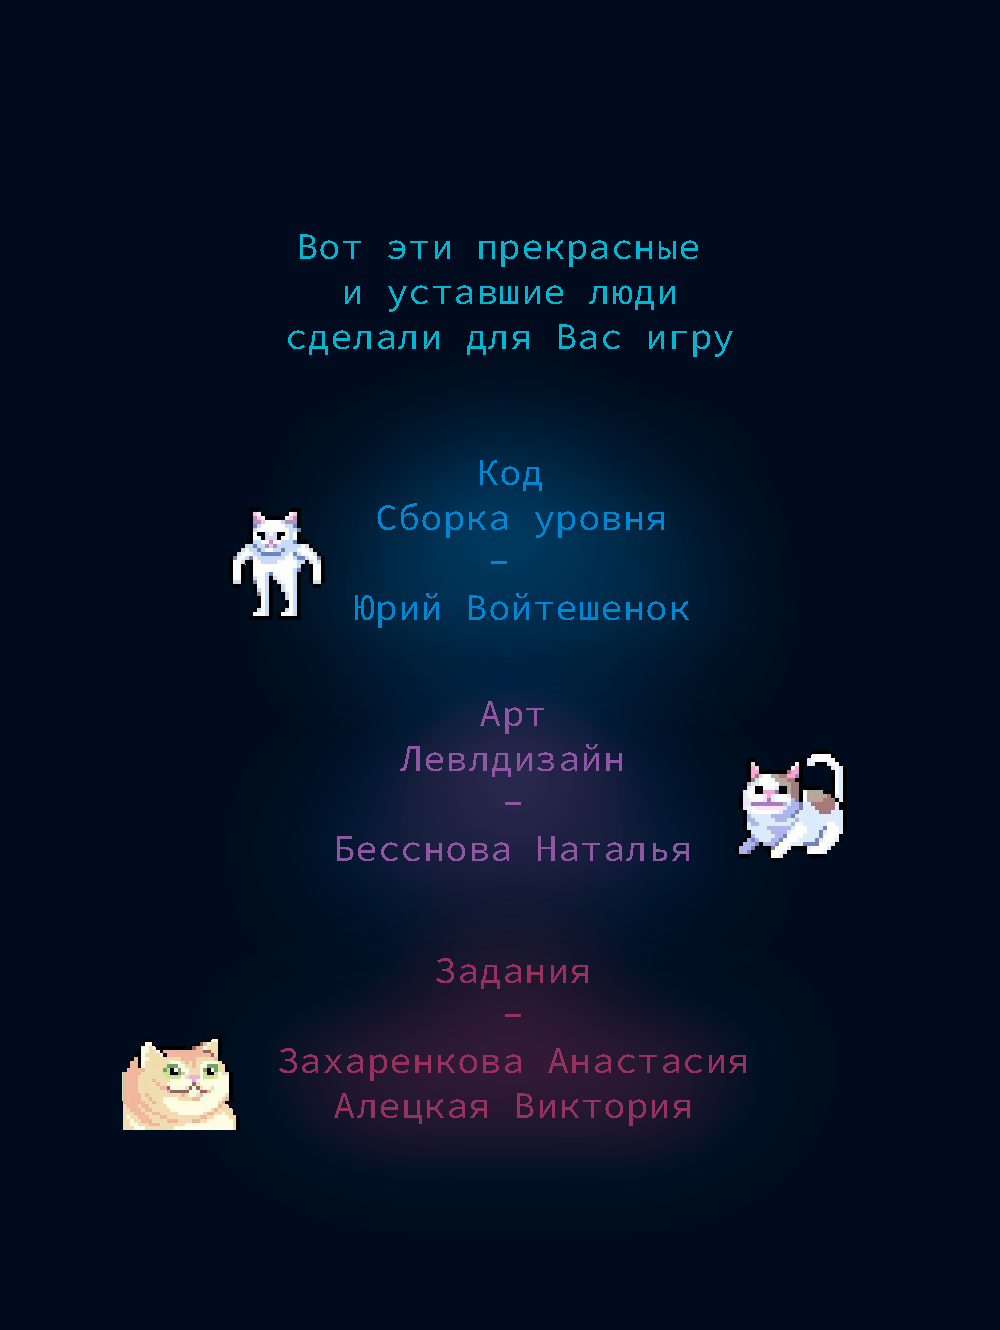 Вот эти прекрасные
и уставшие люди
сделали для Вас игру
Код
Сборка уровня
–
Юрий Войтешенок
Арт
Левлдизайн
–
Бесснова Наталья
Задания
–
Захаренкова Анастасия
Алецкая Виктория